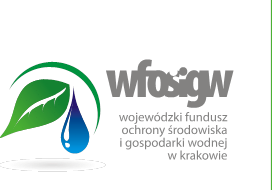 wfosigw
wojewódzki fundusz
ochrony środowiska
i gospodarki wodnej
w krakowie